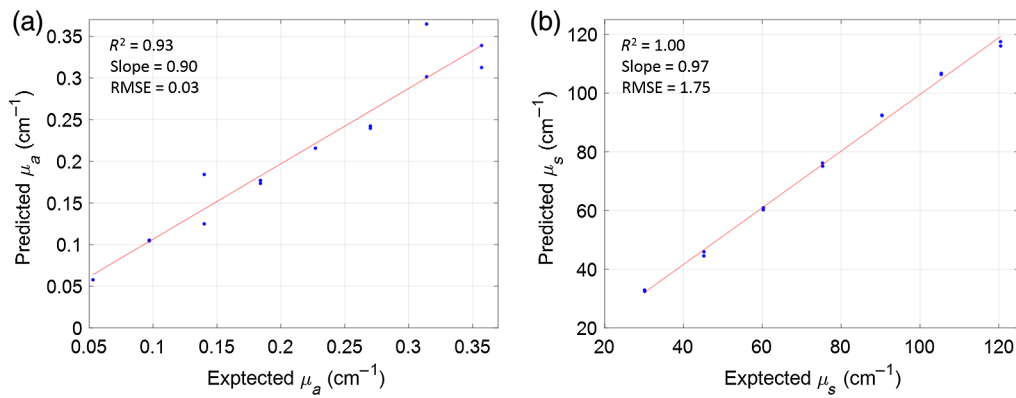 (a)
R² = 0.93
Slope = 0.90
RMSE = 0.03
Predicted μₐ (cm⁻¹)
0.35
0.3
0.25
0.2
0.15
0.1
0.05
0
0.05 0.1 0.15 0.2 0.25 0.3 0.35
Exptected μₐ (cm⁻¹)
(b)
R² = 1.00
Slope = 0.97
RMSE = 1.75
Predicted μₛ (cm⁻¹)
120
100
80
60
40
20
20 40 60 80 100 120
Exptected μₛ (cm⁻¹)